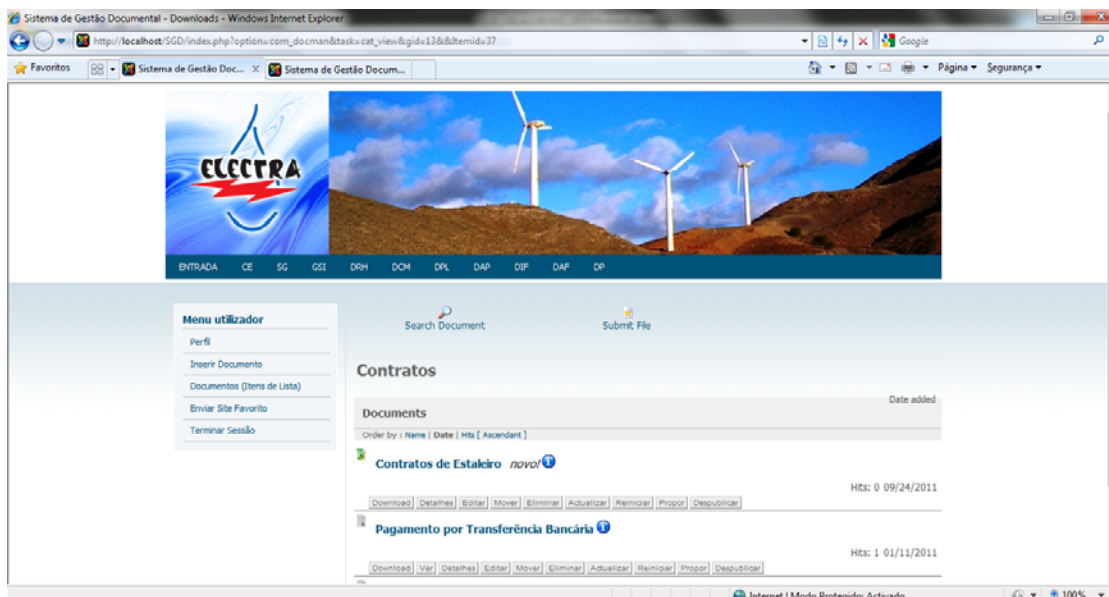 Sistema de Gestão Documental - Downloads - Windows Internet Explorer
http://localhost/SGD/index.php?option=com_docman&task=cat_view&gid=13&&Itemid=37
Google
Favoritos Sistema de Gestão Doc... Sistema de Gestão Docum... Página Segurança
ELECTRA
ENTRADA CE SG GSI DRH DCM DPL DAP DIF DAF DP
Menu utilizador
Perfil
Inserir Documento
Documentos (Itens de Lista)
Enviar Site Favorito
Terminar Sessão
Search Document Submit File
Contratos
Date added
Documents
Order by : Name | Date | Hits [ Ascendant ]
Contratos de Estaleiro novo!
Hits: 0 09/24/2011
Download Detalhes Editar Mover Eliminar Actualizar Reiniciar Propor Despublicar
Pagamento por Transferência Bancária
Hits: 1 01/11/2011
Download Ver Detalhes Editar Mover Eliminar Actualizar Reiniciar Propor Despublicar
Internet | Modo Protegido: Activado 100%